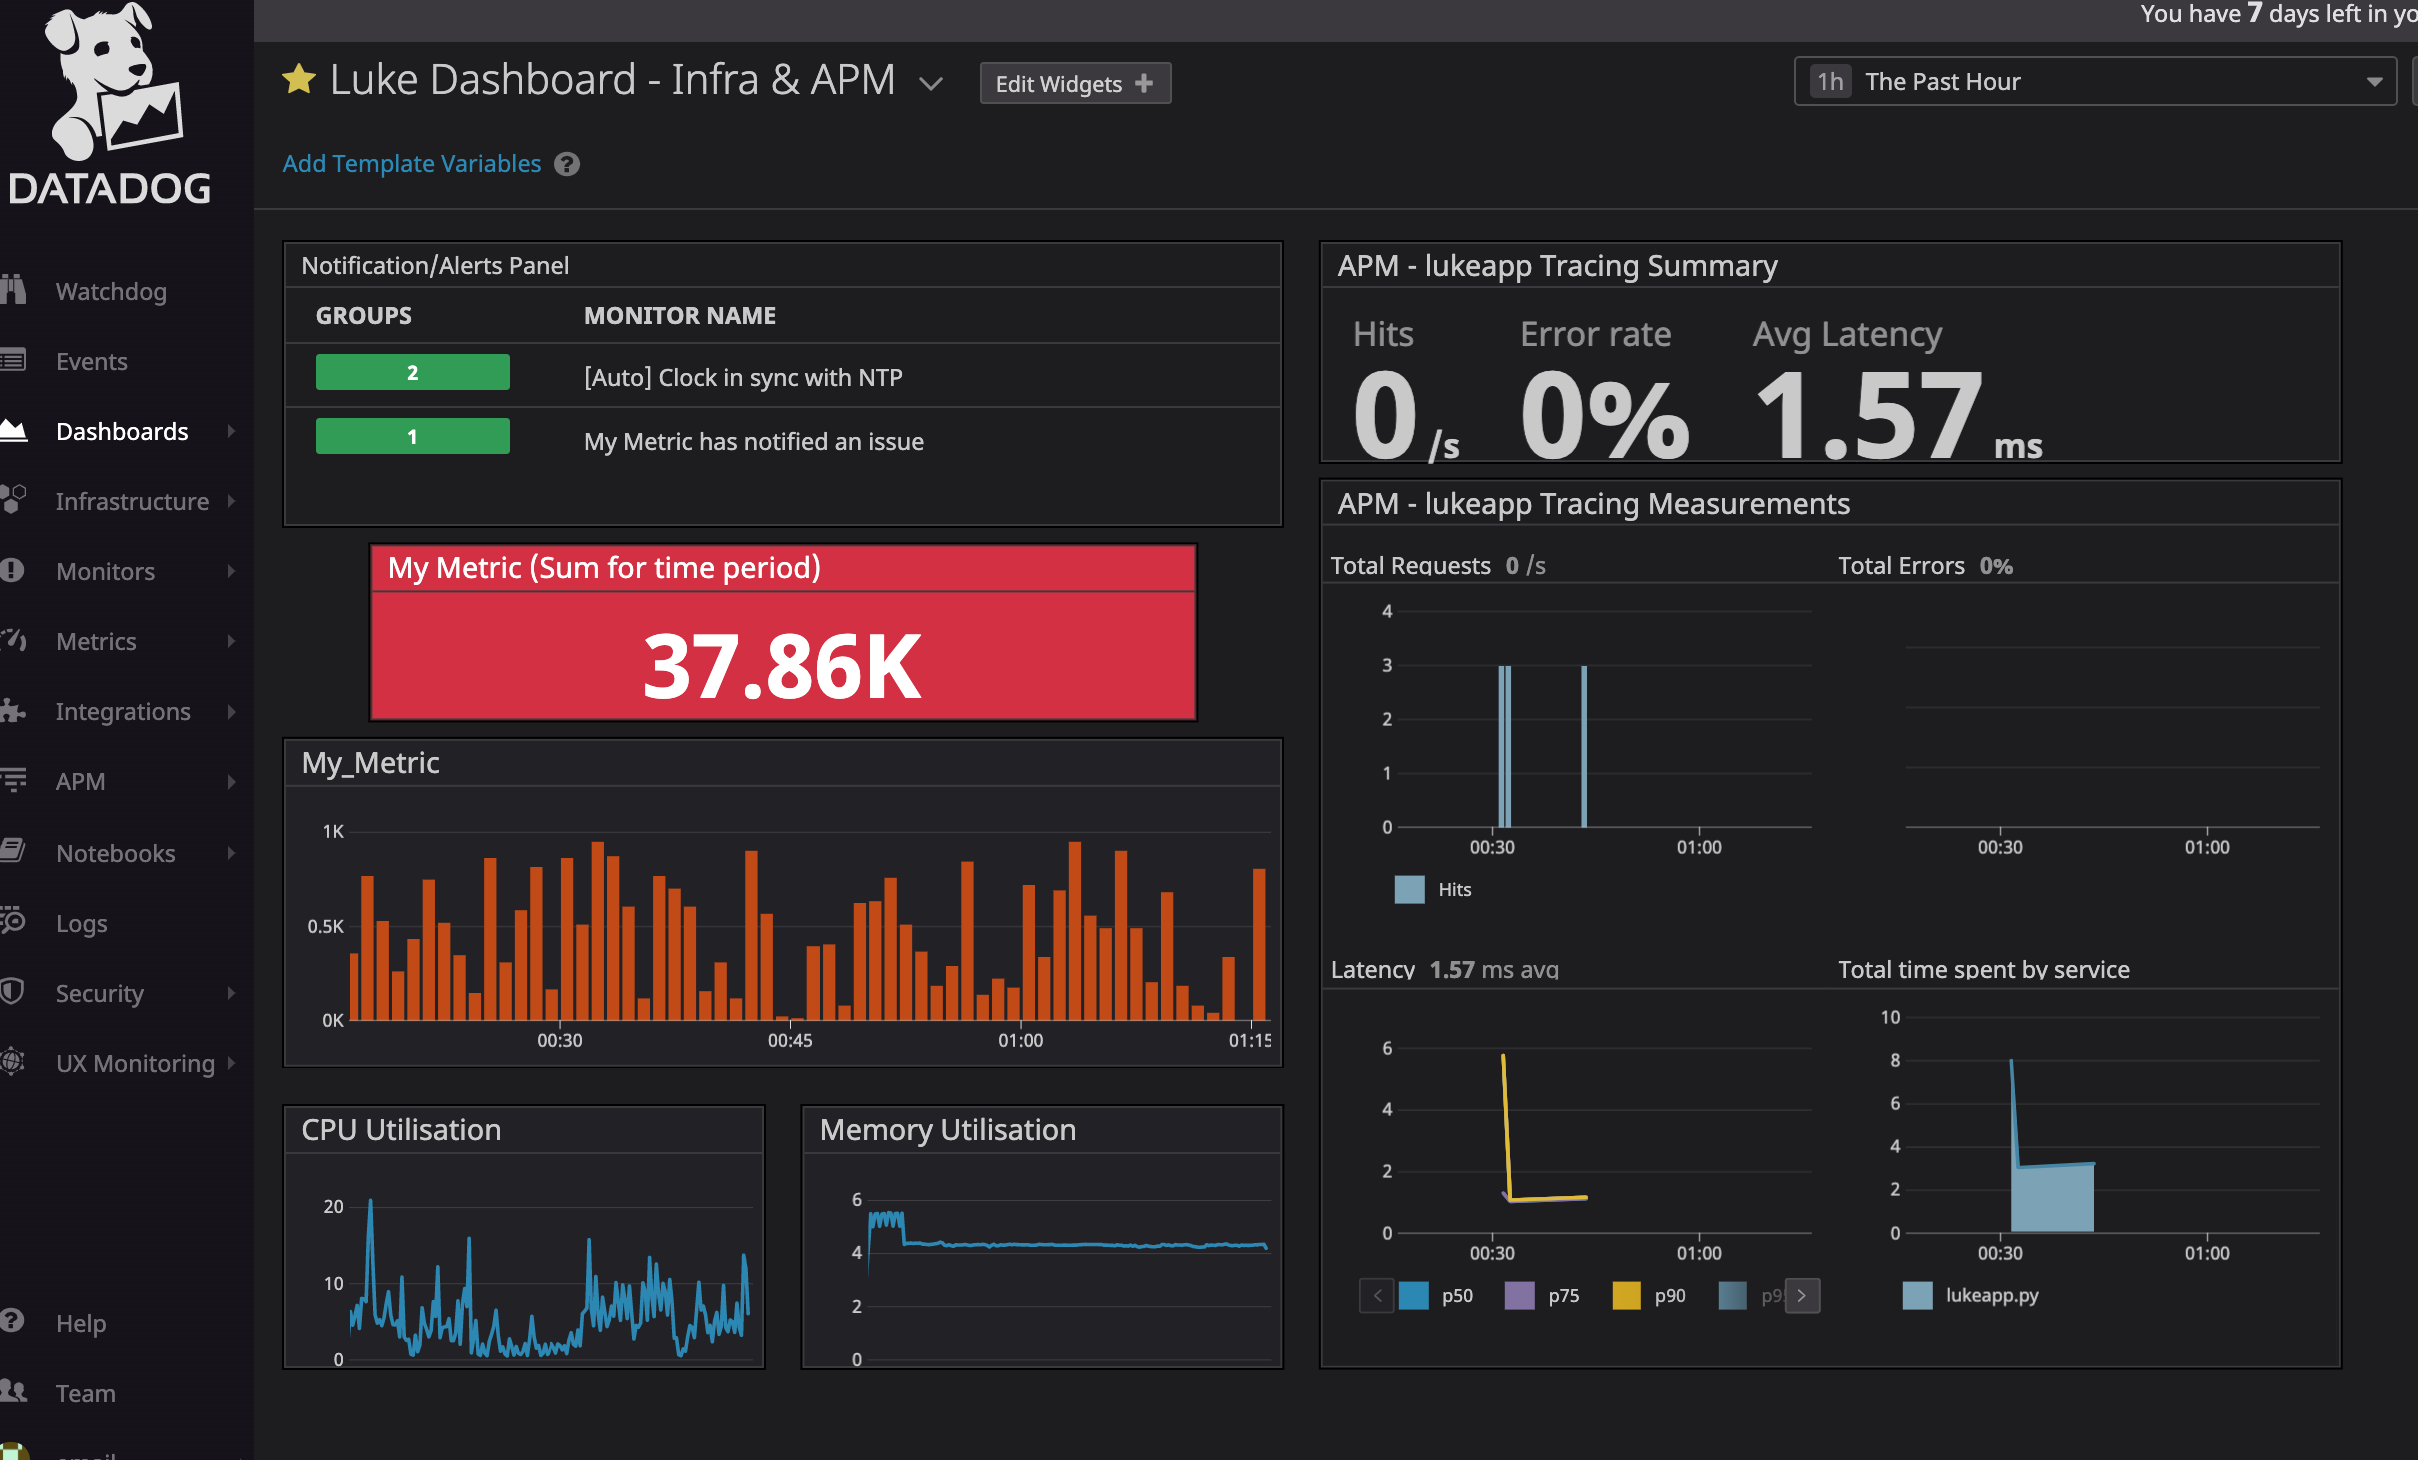 You have 7 days left in yo
DATADOG
Luke Dashboard - Infra & APM
Edit Widgets +
1h The Past Hour
Add Template Variables ?
Watchdog
Events
Dashboards
Infrastructure
Monitors
Metrics
Integrations
APM
Notebooks
Logs
Security
UX Monitoring
Help
Team
Notification/Alerts Panel
GROUPS MONITOR NAME
2 [Auto] Clock in sync with NTP
1 My Metric has notified an issue
My Metric (Sum for time period)
37.86K
My_Metric
1K
0.5K
0K
00:30 00:45 01:00 01:15
CPU Utilisation
20
10
0
Memory Utilisation
6
4
2
0
APM - lukeapp Tracing Summary
Hits Error rate Avg Latency
0/s 0% 1.57 ms
APM - lukeapp Tracing Measurements
Total Requests 0 /s
4
3
2
1
0
00:30 01:00
Hits
Total Errors 0%
00:30 01:00
Latency 1.57 ms avg
6
4
2
0
00:30 01:00
p50 p75 p90
Total time spent by service
10
8
6
4
2
0
00:30 01:00
lukeapp.py